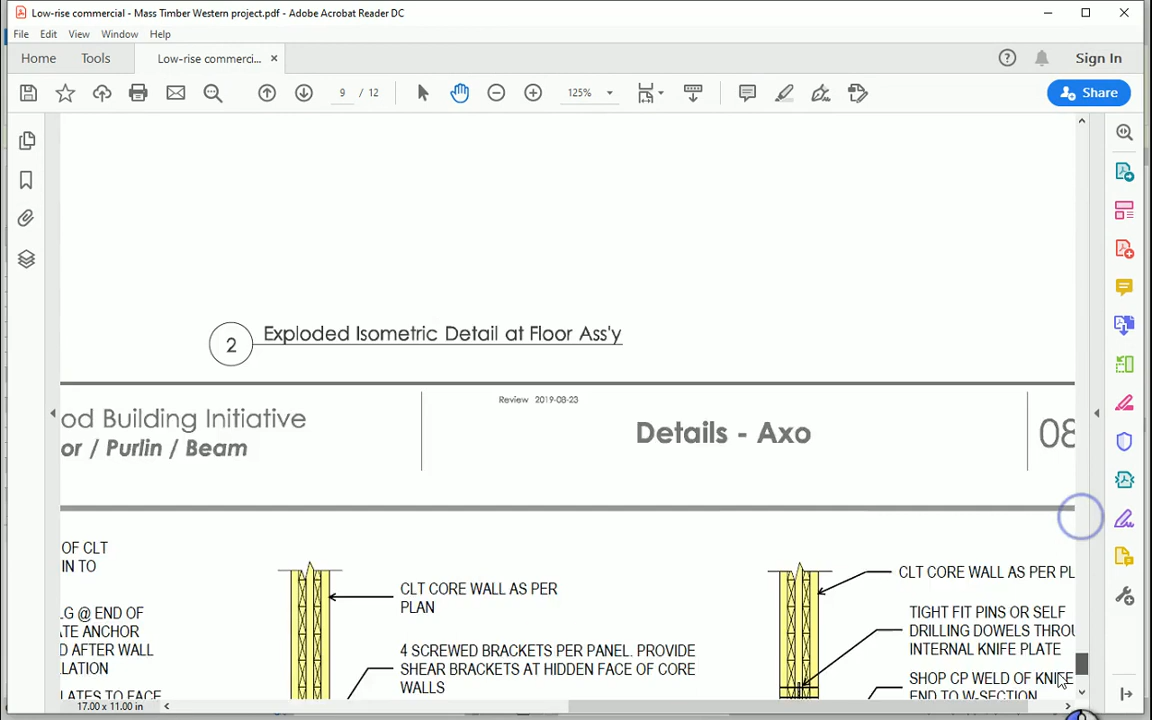 Low-rise commercial - Mass Timber Western project.pdf - Adobe Acrobat Reader DC
File Edit View Window Help
Home Tools Low-rise commerci... × Sign In
9 / 12 125% Share
2 Exploded Isometric Detail at Floor Ass'y
Review 2019-08-23
od Building Initiative
or / Purlin / Beam
Details - Axo
08
OF CLT
IN TO
LG @ END OF
ATE ANCHOR
D AFTER WALL
LATION
LATES TO FACE
CLT CORE WALL AS PER
PLAN
4 SCREWED BRACKETS PER PANEL. PROVIDE
SHEAR BRACKETS AT HIDDEN FACE OF CORE
WALLS
CLT CORE WALL AS PER PL
TIGHT FIT PINS OR SELF
DRILLING DOWELS THROU
INTERNAL KNIFE PLATE
SHOP CP WELD OF KNIFE
END TO W-SECTION
17.00 x 11.00 in